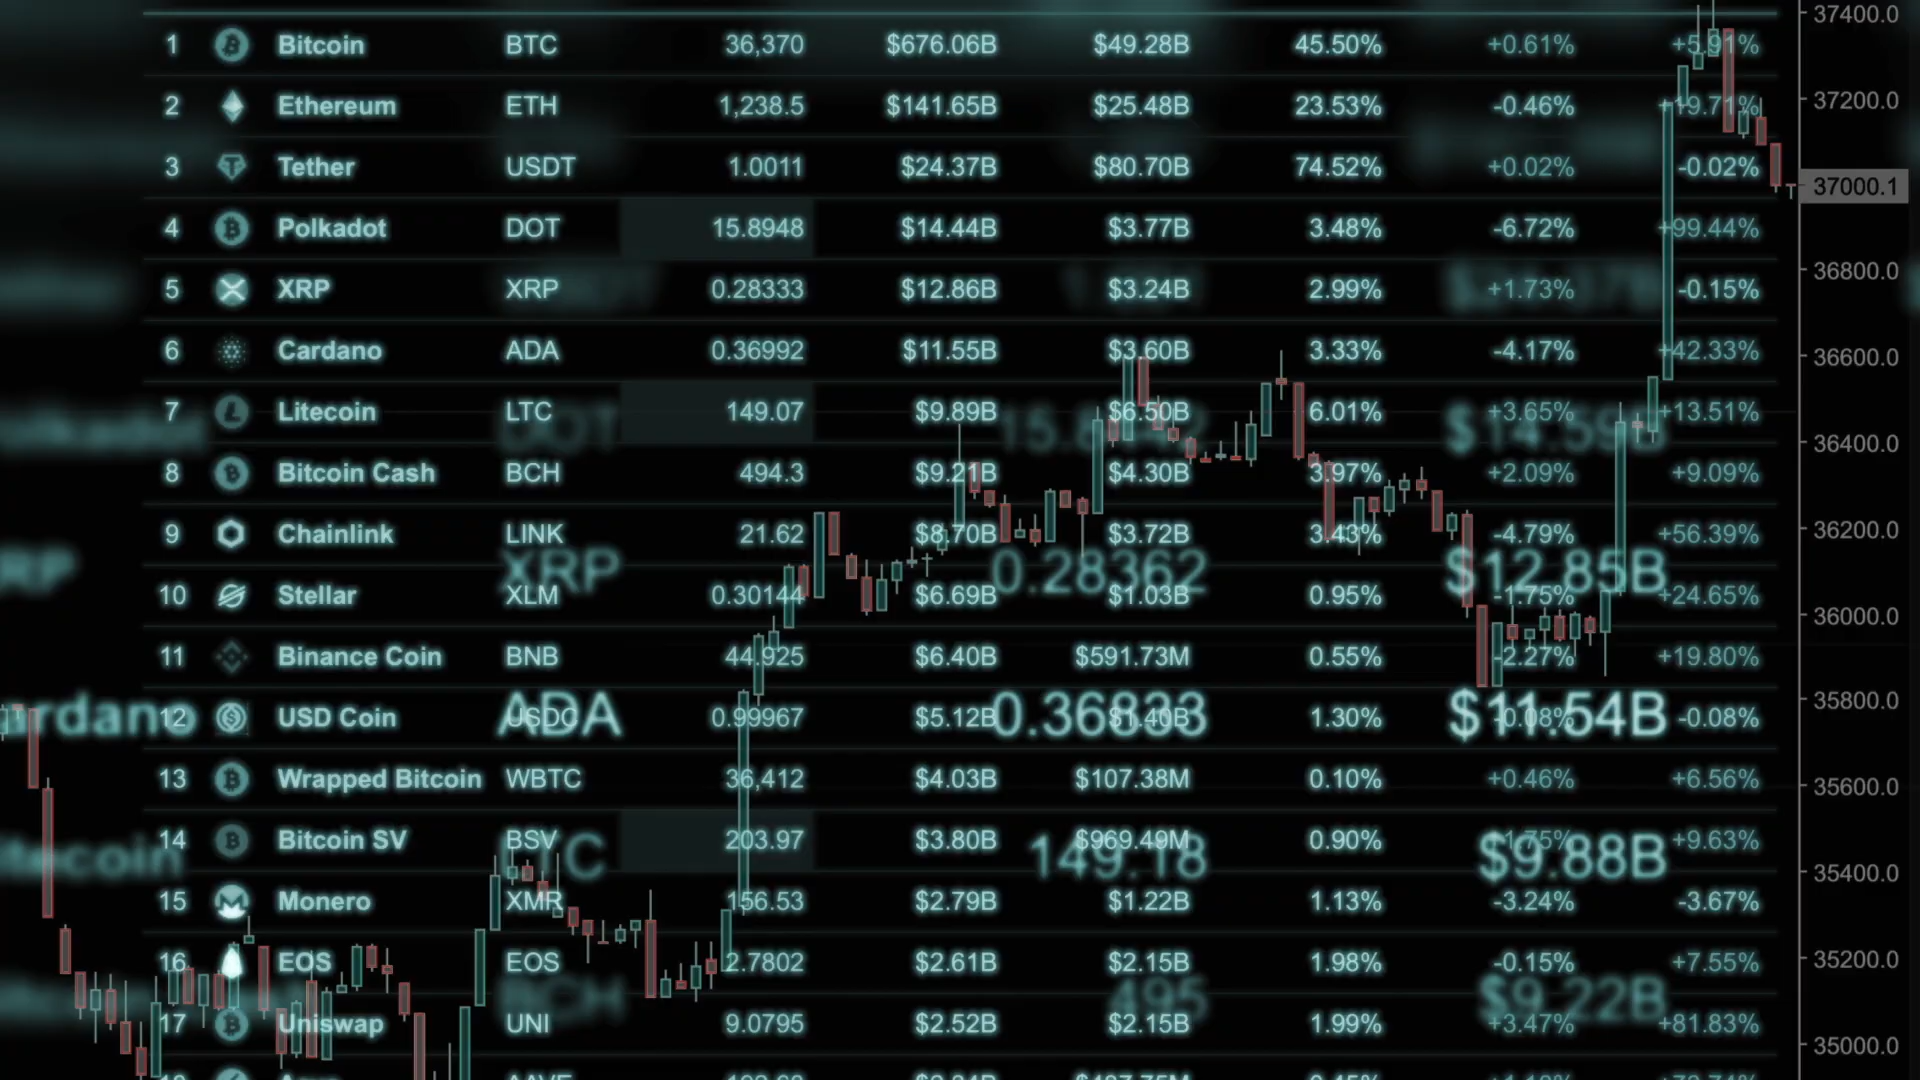 1 Bitcoin BTC 36,370 $676.06B $49.28B 45.50% +0.61% +5.91%
2 Ethereum ETH 1,238.5 $141.65B $25.48B 23.53% -0.46% +19.71%
3 Tether USDT 1.0011 $24.37B $80.70B 74.52% +0.02% -0.02%
4 Polkadot DOT 15.8948 $14.44B $3.77B 3.48% -6.72% +99.44%
5 XRP XRP 0.28333 $12.86B $3.24B 2.99% +1.73% -0.15%
6 Cardano ADA 0.36992 $11.55B $3.60B 3.33% -4.17% +42.33%
7 Litecoin LTC 149.07 $9.89B $6.50B 6.01% +3.65% +13.51%
8 Bitcoin Cash BCH 494.3 $9.21B $4.30B 3.97% +2.09% +9.09%
9 Chainlink LINK 21.62 $8.70B $3.72B 3.43% -4.79% +56.39%
10 Stellar XLM 0.30144 $6.69B $1.03B 0.95% -1.75% +24.65%
11 Binance Coin BNB 44.925 $6.40B $591.73M 0.55% -2.27% +19.80%
12 USD Coin USDC 0.99967 $5.12B $1.40B 1.30% -0.08% -0.08%
13 Wrapped Bitcoin WBTC 36,412 $4.03B $107.38M 0.10% +0.46% +6.56%
14 Bitcoin SV BSV 203.97 $3.80B $969.49M 0.90% +1.75% +9.63%
15 Monero XMR 156.53 $2.79B $1.22B 1.13% -3.24% -3.67%
16 EOS EOS 2.7802 $2.61B $2.15B 1.98% -0.15% +7.55%
17 Uniswap UNI 9.0795 $2.52B $2.15B 1.99% +3.47% +81.83%
DOT
XRP 0.28362 $12.85B
ardano ADA 0.36833 $11.54B
itecoin LTC 149.18 $9.88B
BCH 495 $9.22B
37400.0
37200.0
37000.1
36800.0
36600.0
36400.0
36200.0
36000.0
35800.0
35600.0
35400.0
35200.0
35000.0